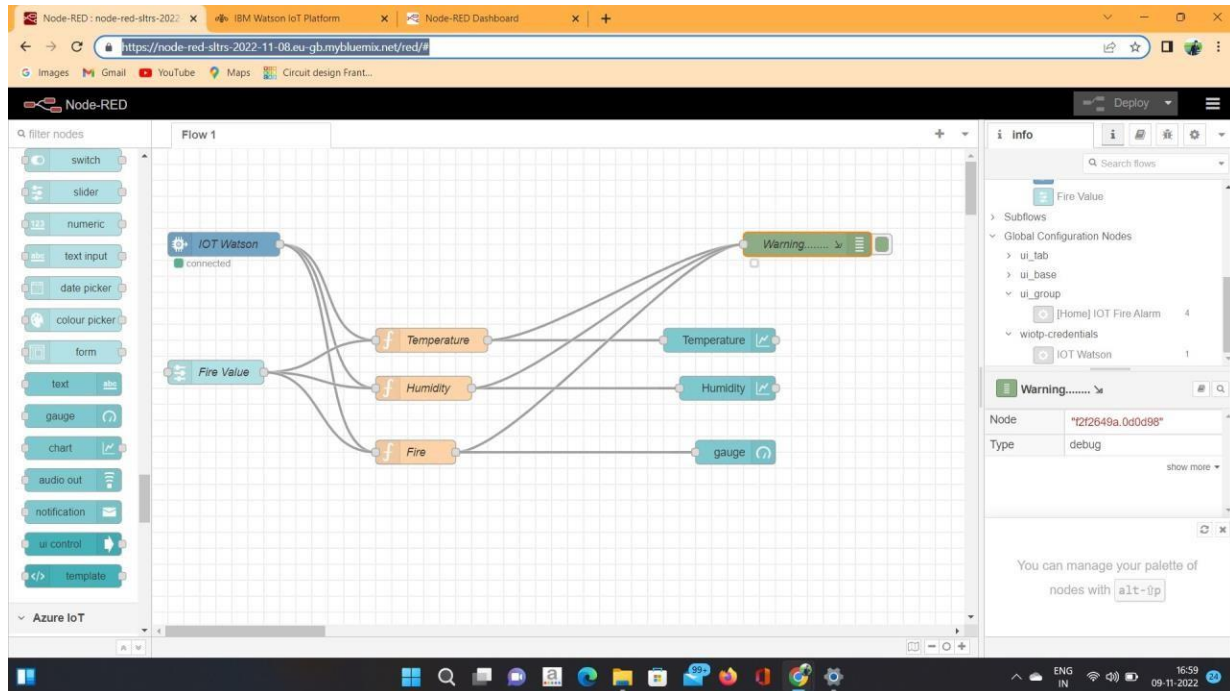 Node-RED : node-red-sltrs-2022
IBM Watson IoT Platform
Node-RED Dashboard
https://node-red-sltrs-2022-11-08.eu-gb.mybluemix.net/red/#
Images
Gmail
YouTube
Maps
Circuit design Frant...
Node-RED
Deploy
filter nodes
Flow 1
i info
Search flows
switch
slider
123 numeric
abc text input
date picker
colour picker
form
text abc
gauge
chart
audio out
notification
ui control
</> template
Azure IoT
IOT Watson
connected
Fire Value
f Temperature
f Humidity
f Fire
Warning........
Temperature
Humidity
gauge
Fire Value
Subflows
Global Configuration Nodes
ui_tab
ui_base
ui_group
[Home] IOT Fire Alarm 4
wiotp-credentials
IOT Watson 1
Warning........
Node "f2f2649a.0d0d98"
Type debug
show more
You can manage your palette of
nodes with alt-⇧p
99+
ENG
IN
16:59
09-11-2022
24